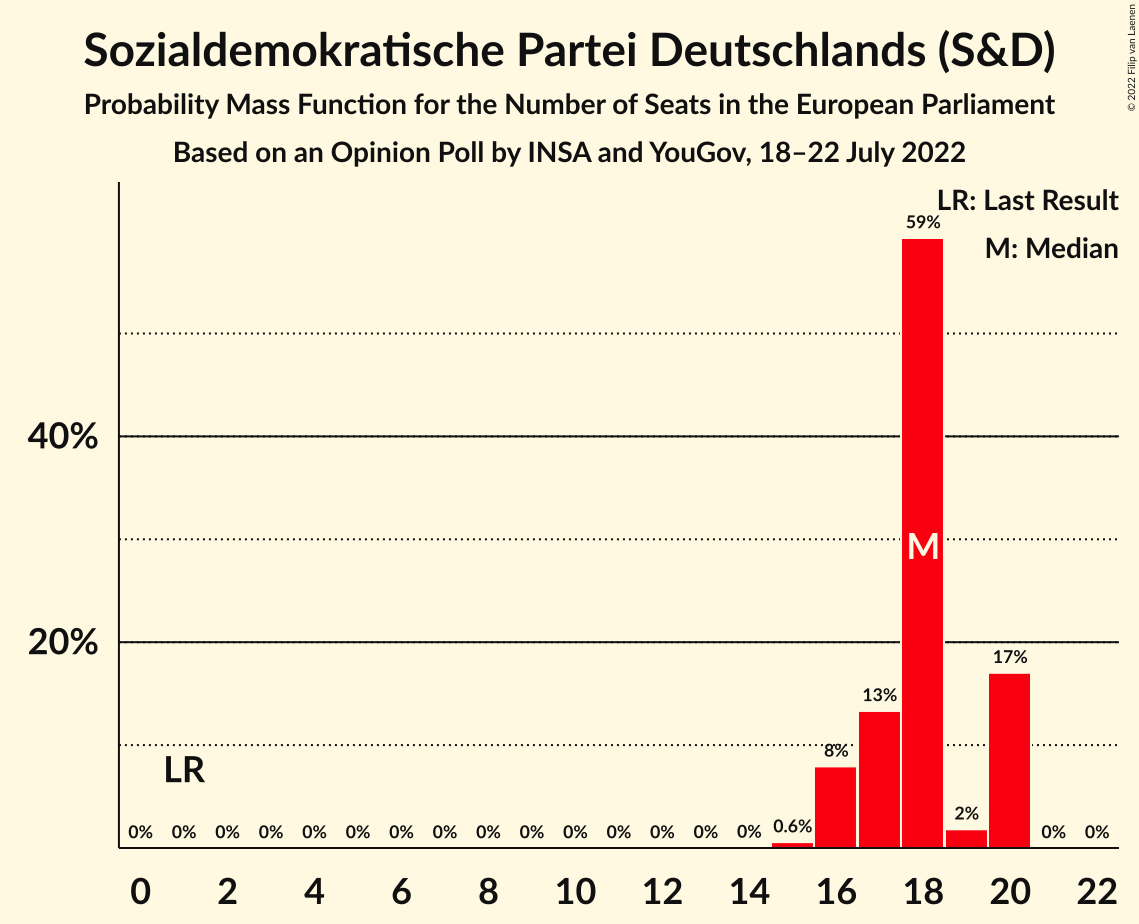 Sozialdemokratische Partei Deutschlands (S&D)
Probability Mass Function for the Number of Seats in the European Parliament
Based on an Opinion Poll by INSA and YouGov, 18–22 July 2022
© 2022 Filip van Laenen
LR: Last Result
M: Median
59%
40%
M
20%
17%
13%
8%
LR
2%
0.6%
0% 0% 0% 0% 0% 0% 0% 0% 0% 0% 0% 0% 0% 0% 0% 0% 0%
0 2 4 6 8 10 12 14 16 18 20 22